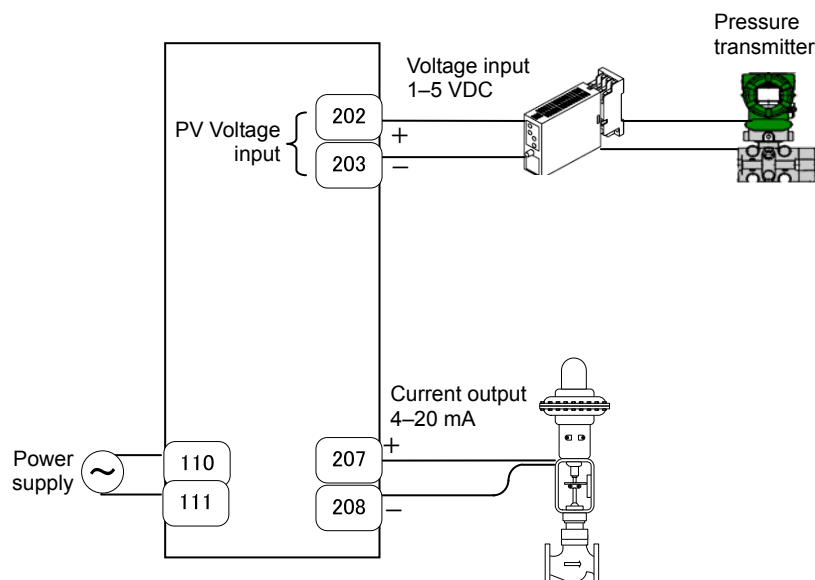 Pressure
transmitter
Voltage input
1–5 VDC
PV Voltage
input
202
+
203
–
Current output
4–20 mA
+
Power
supply
110
111
207
208
–